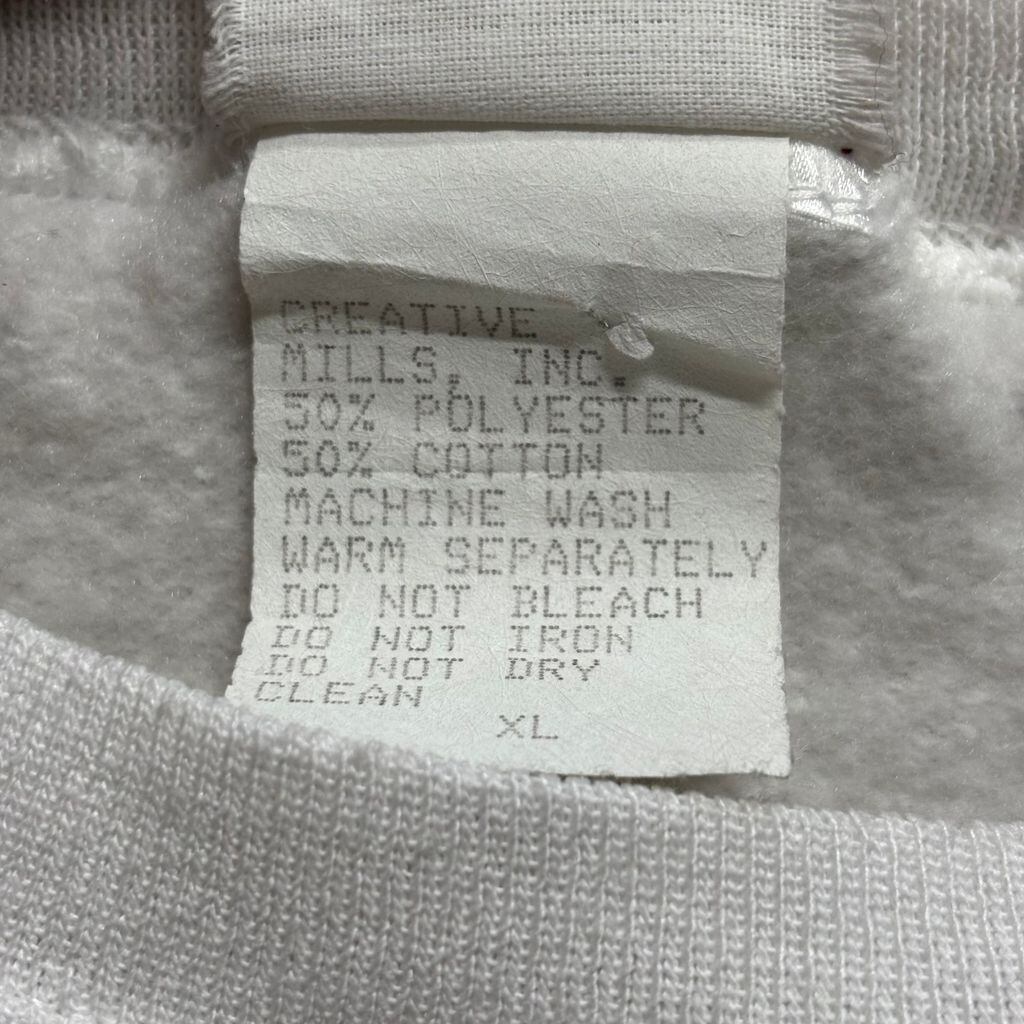 CREATIVE
MILLS, INC.
50% POLYESTER
50% COTTON
MACHINE WASH
WARM SEPARATELY
DO NOT BLEACH
DO NOT IRON
DO NOT DRY
CLEAN
XL